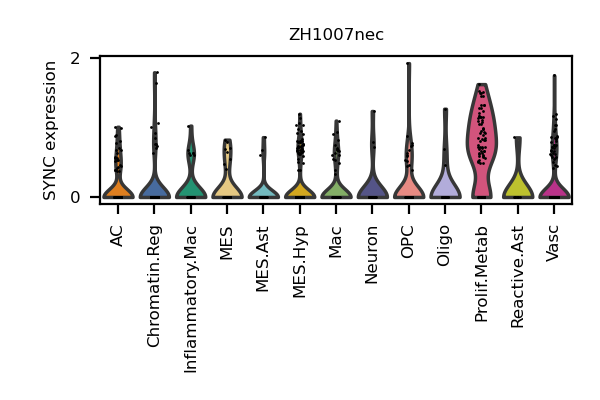 ZH1007nec
SYNC expression
2
0
AC
Chromatin.Reg
Inflammatory.Mac
MES
MES.Ast
MES.Hyp
Mac
Neuron
OPC
Oligo
Prolif.Metab
Reactive.Ast
Vasc